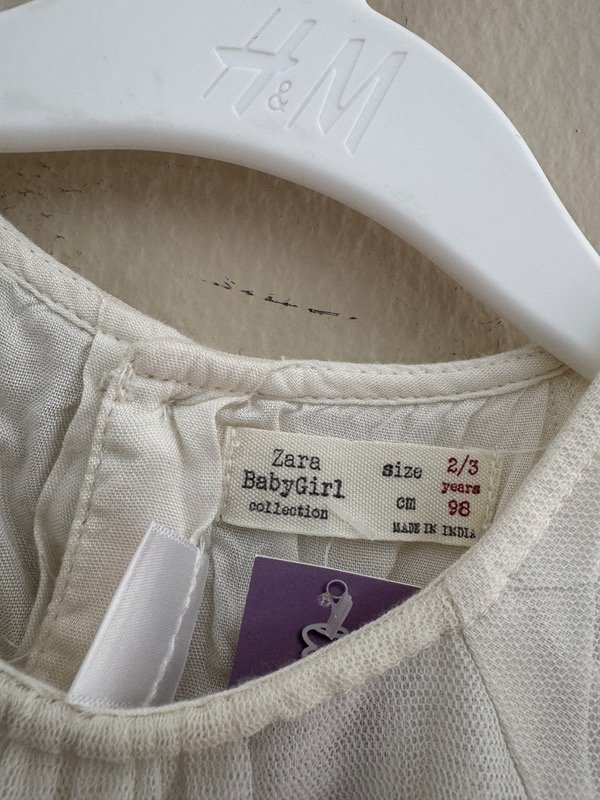 H&M
Zara
BabyGirl
collection
size 2/3
years
cm 98
MADE IN INDIA